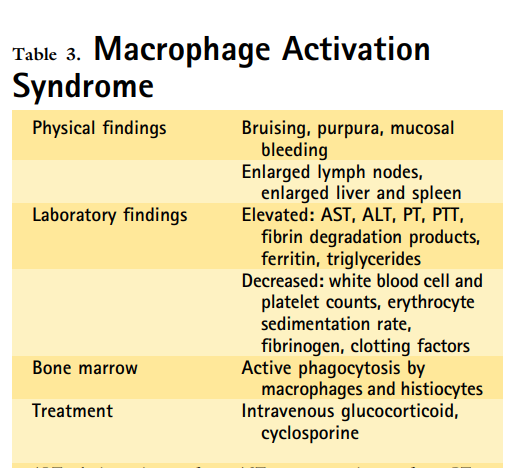 Table 3. Macrophage Activation
Syndrome
Physical findings Bruising, purpura, mucosal
bleeding
Enlarged lymph nodes,
enlarged liver and spleen
Laboratory findings Elevated: AST, ALT, PT, PTT,
fibrin degradation products,
ferritin, triglycerides
Decreased: white blood cell and
platelet counts, erythrocyte
sedimentation rate,
fibrinogen, clotting factors
Bone marrow Active phagocytosis by
macrophages and histiocytes
Treatment Intravenous glucocorticoid,
cyclosporine